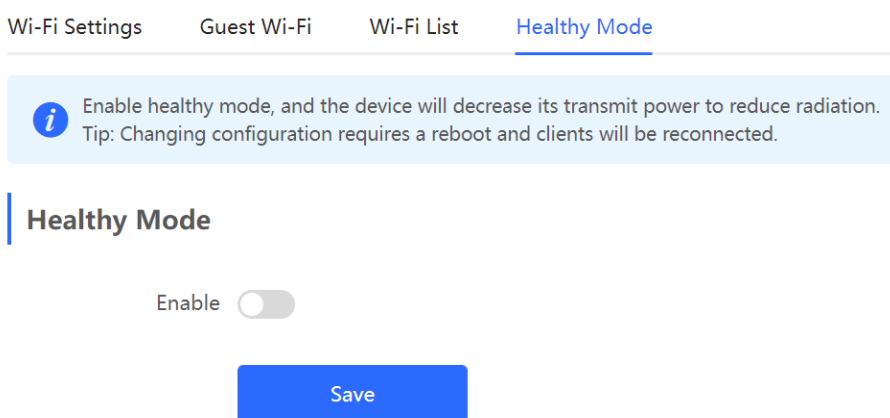 Wi-Fi Settings Guest Wi-Fi Wi-Fi List Healthy Mode
Enable healthy mode, and the device will decrease its transmit power to reduce radiation.
Tip: Changing configuration requires a reboot and clients will be reconnected.
Healthy Mode
Enable
Save